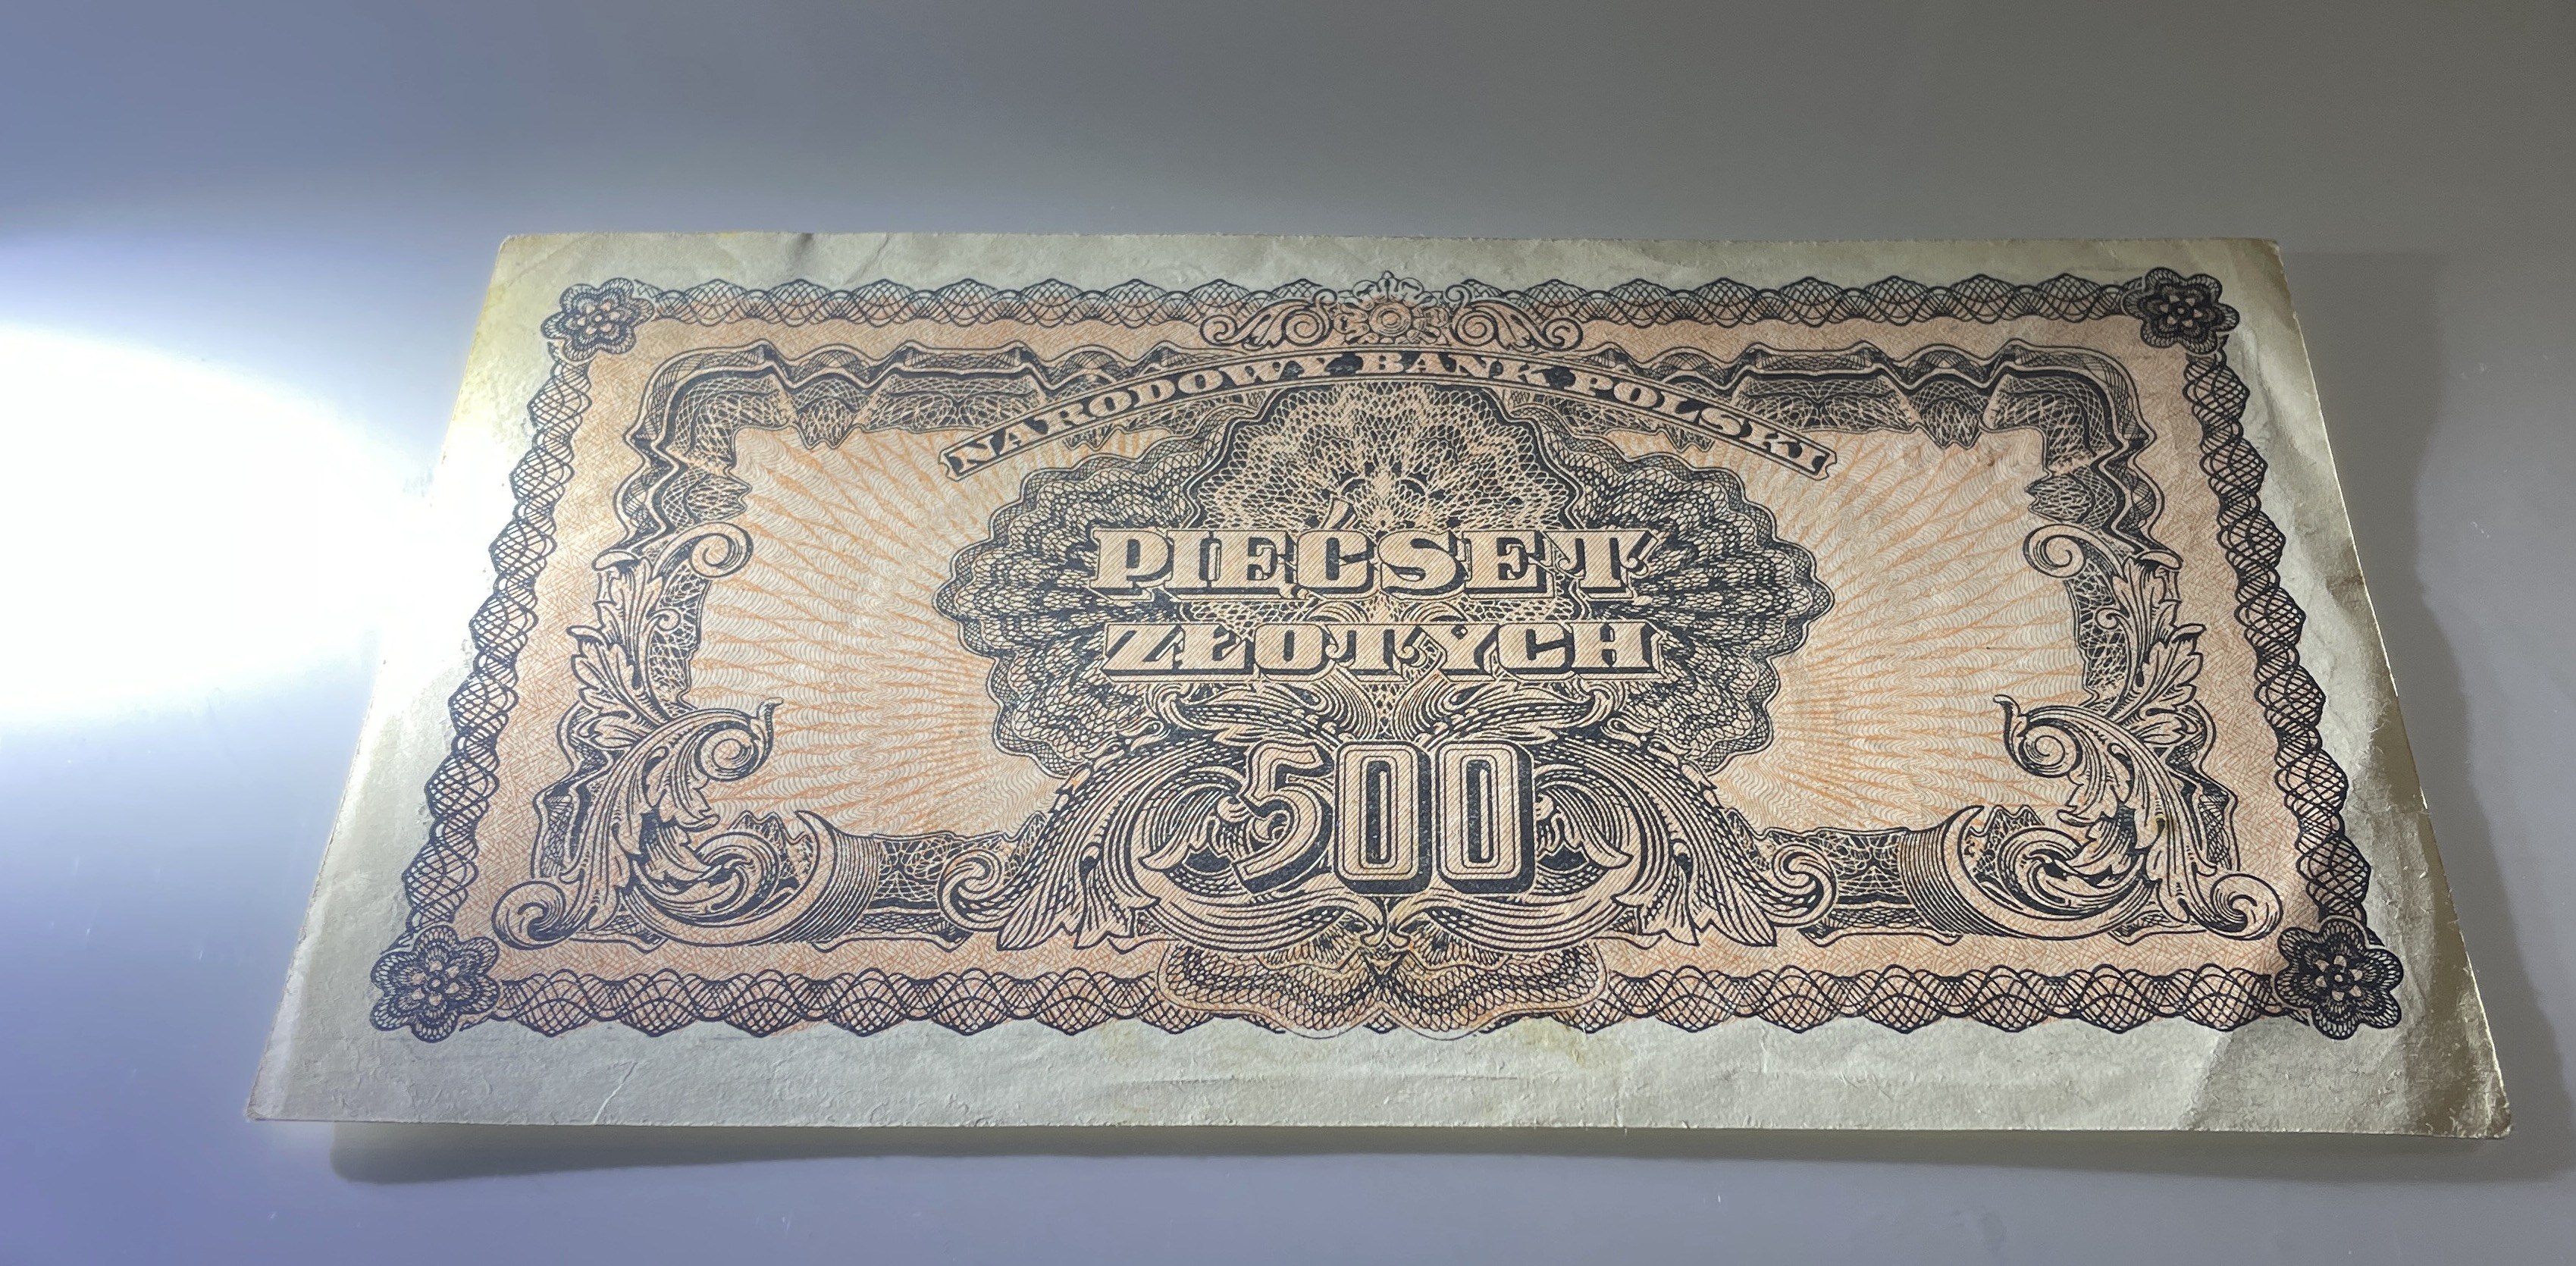 NARODOWY BANK POLSKI
PIĘĆSET
ZŁOTYCH
500